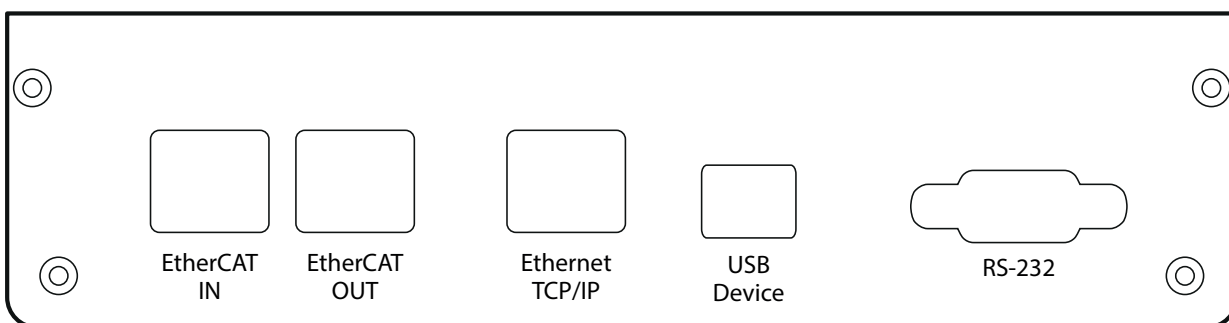 EtherCAT
IN
EtherCAT
OUT
Ethernet
TCP/IP
USB
Device
RS-232